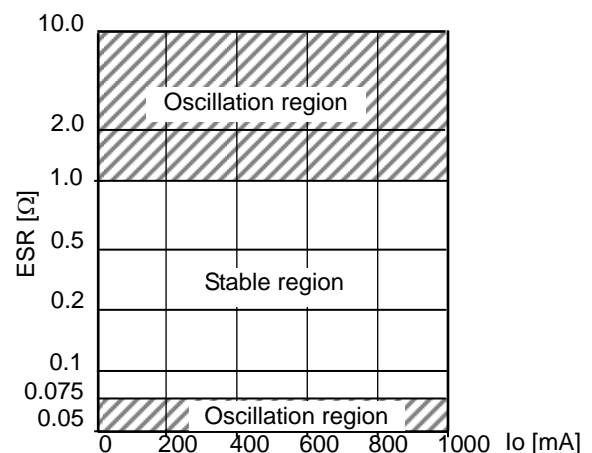 10.0
Oscillation region
2.0
1.0
ESR [Ω]
0.5
Stable region
0.2
0.1
0.075
0.05
Oscillation region
0 200 400 600 800 1000 Io [mA]